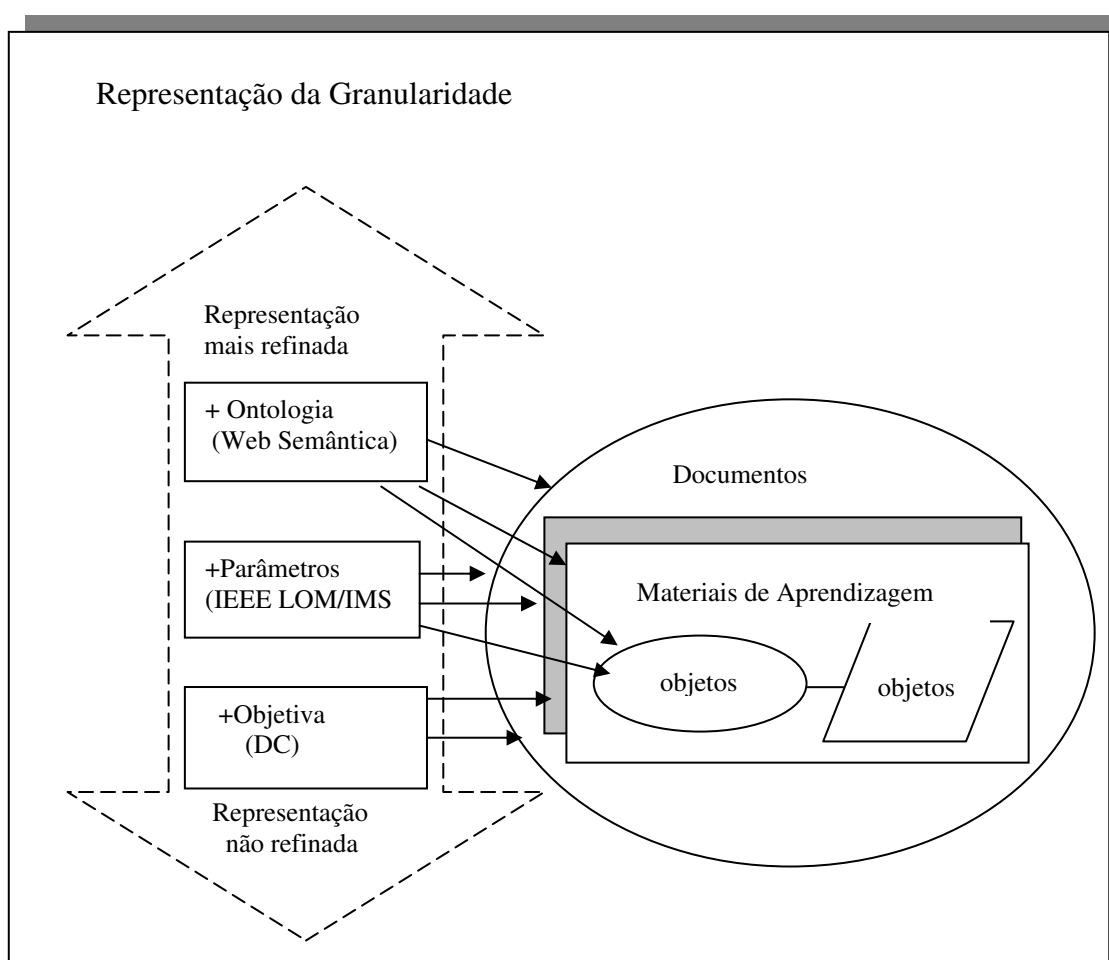 Representação da Granularidade
Representação
mais refinada
+ Ontologia
(Web Semântica)
+Parâmetros
(IEEE LOM/IMS
+Objetiva
(DC)
Representação
não refinada
Documentos
Materiais de Aprendizagem
objetos
objetos